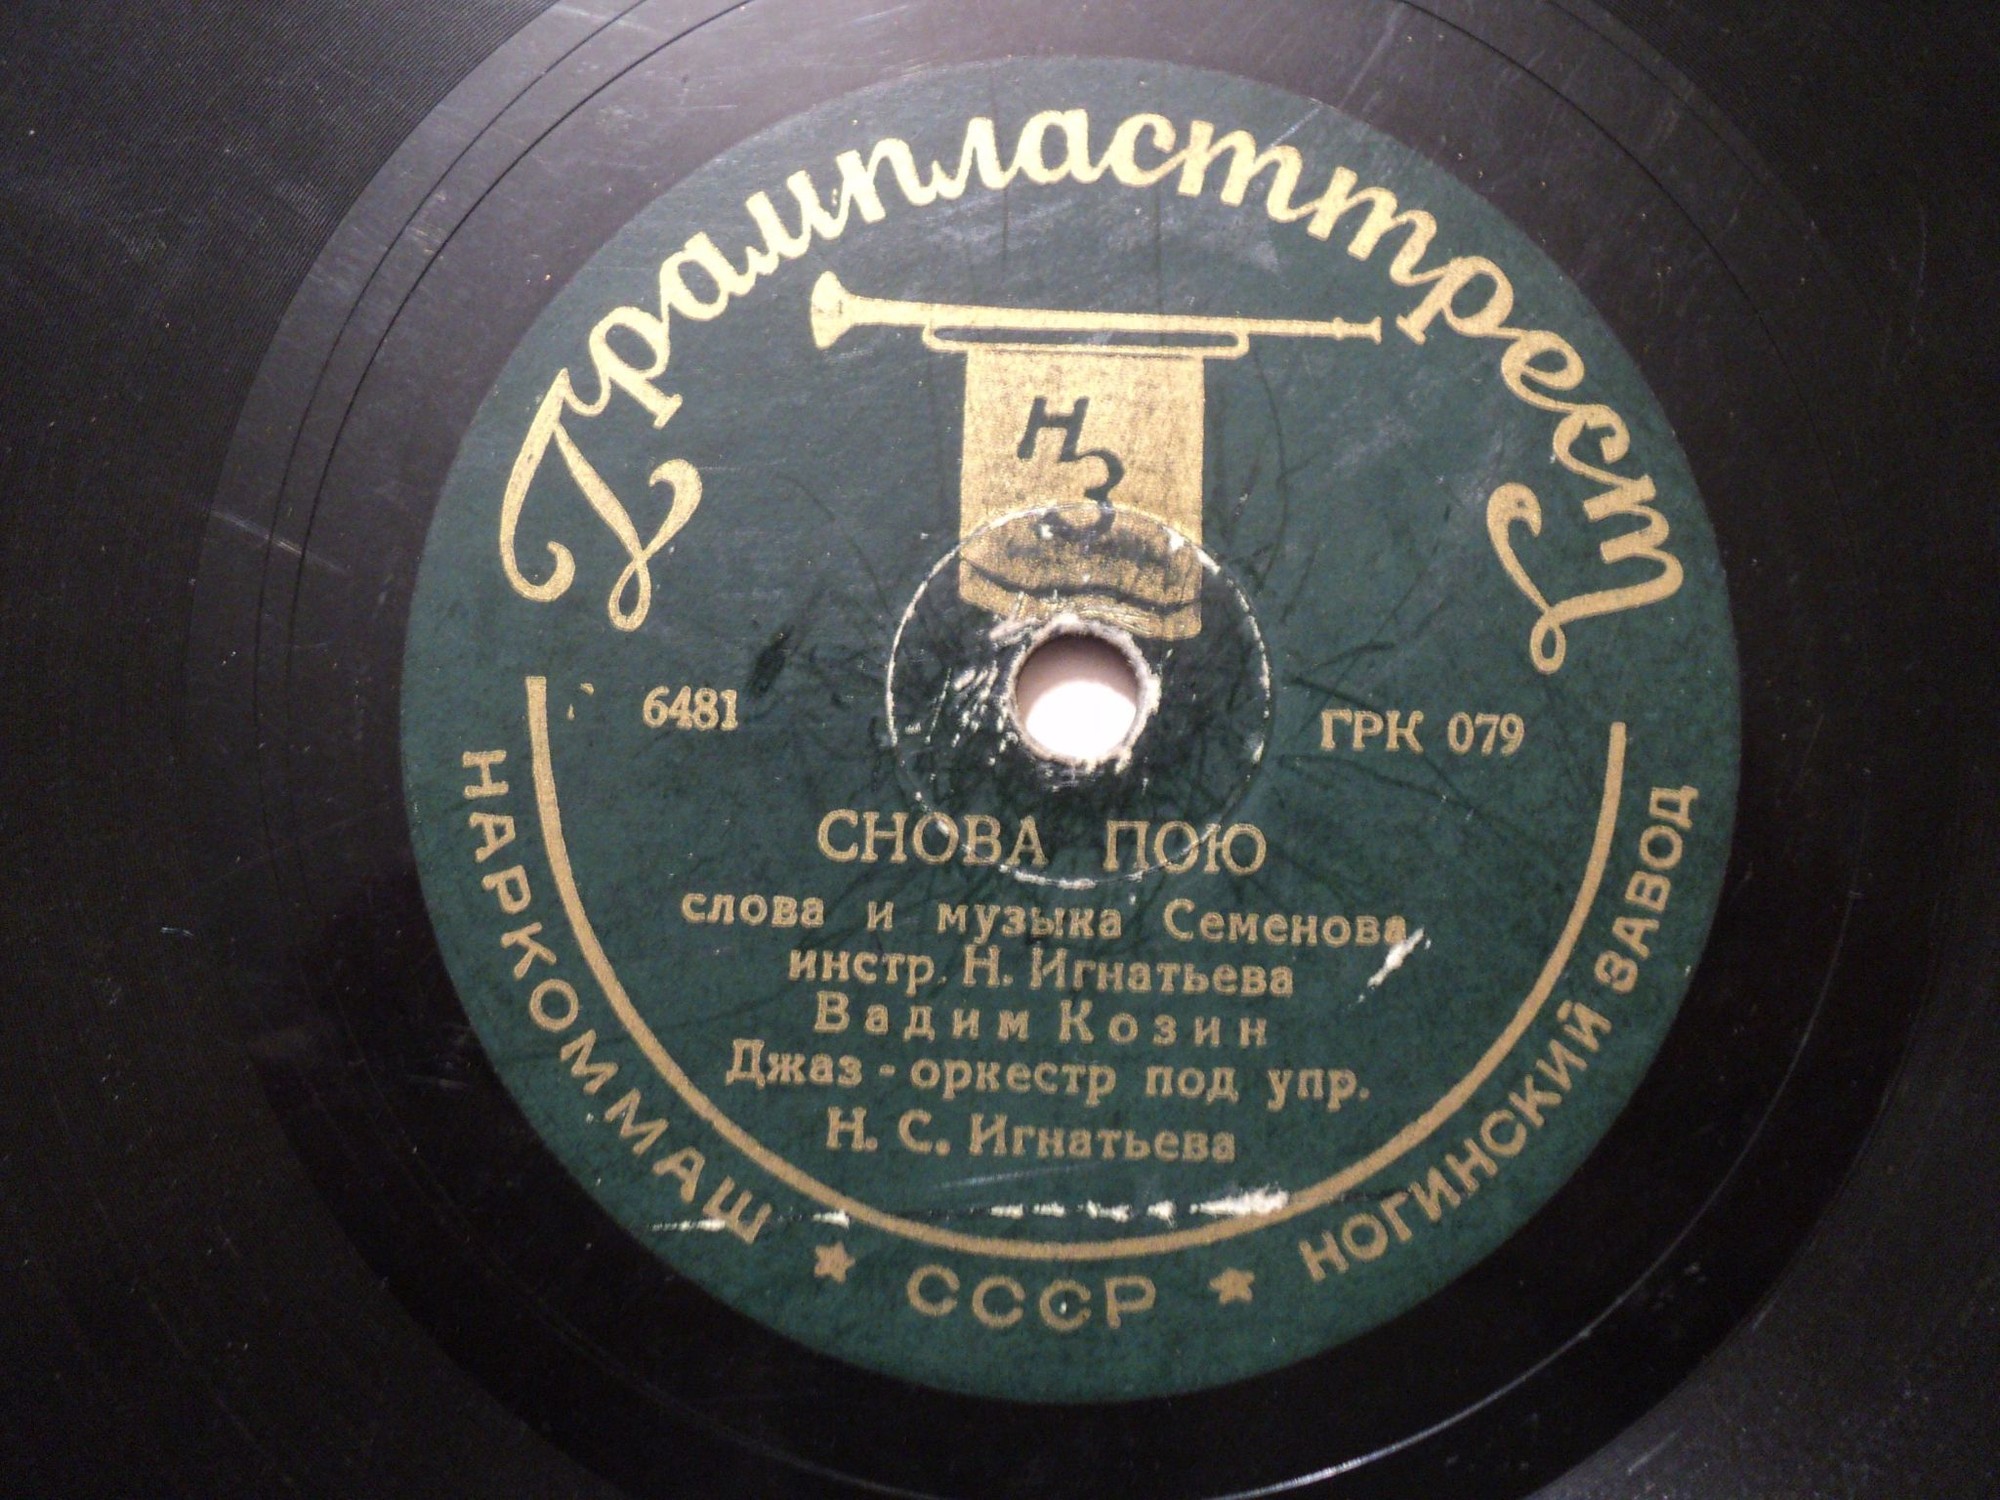 Грампласттрест
НЗ
6481
ГРК 079
СНОВА ПОЮ
слова и музыка Семенова
инстр. Н. Игнатьева
Вадим Козин
Джаз-оркестр под упр.
Н. С. Игнатьева
НАРКОММАШ ★ СССР ★ НОГИНСКИЙ ЗАВОД